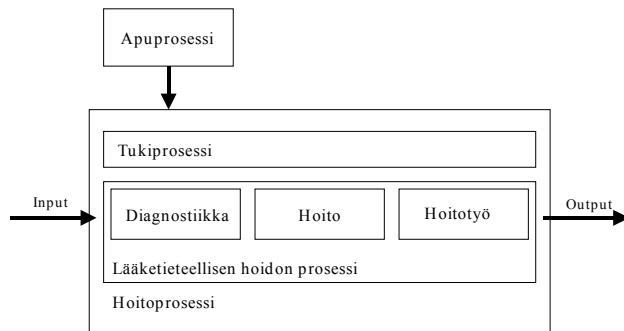 Apuprosessi
Tukiprosessi
Input
Diagnostiikka
Hoito
Hoitotyö
Output
Lääketieteellisen hoidon prosessi
Hoitoprosessi